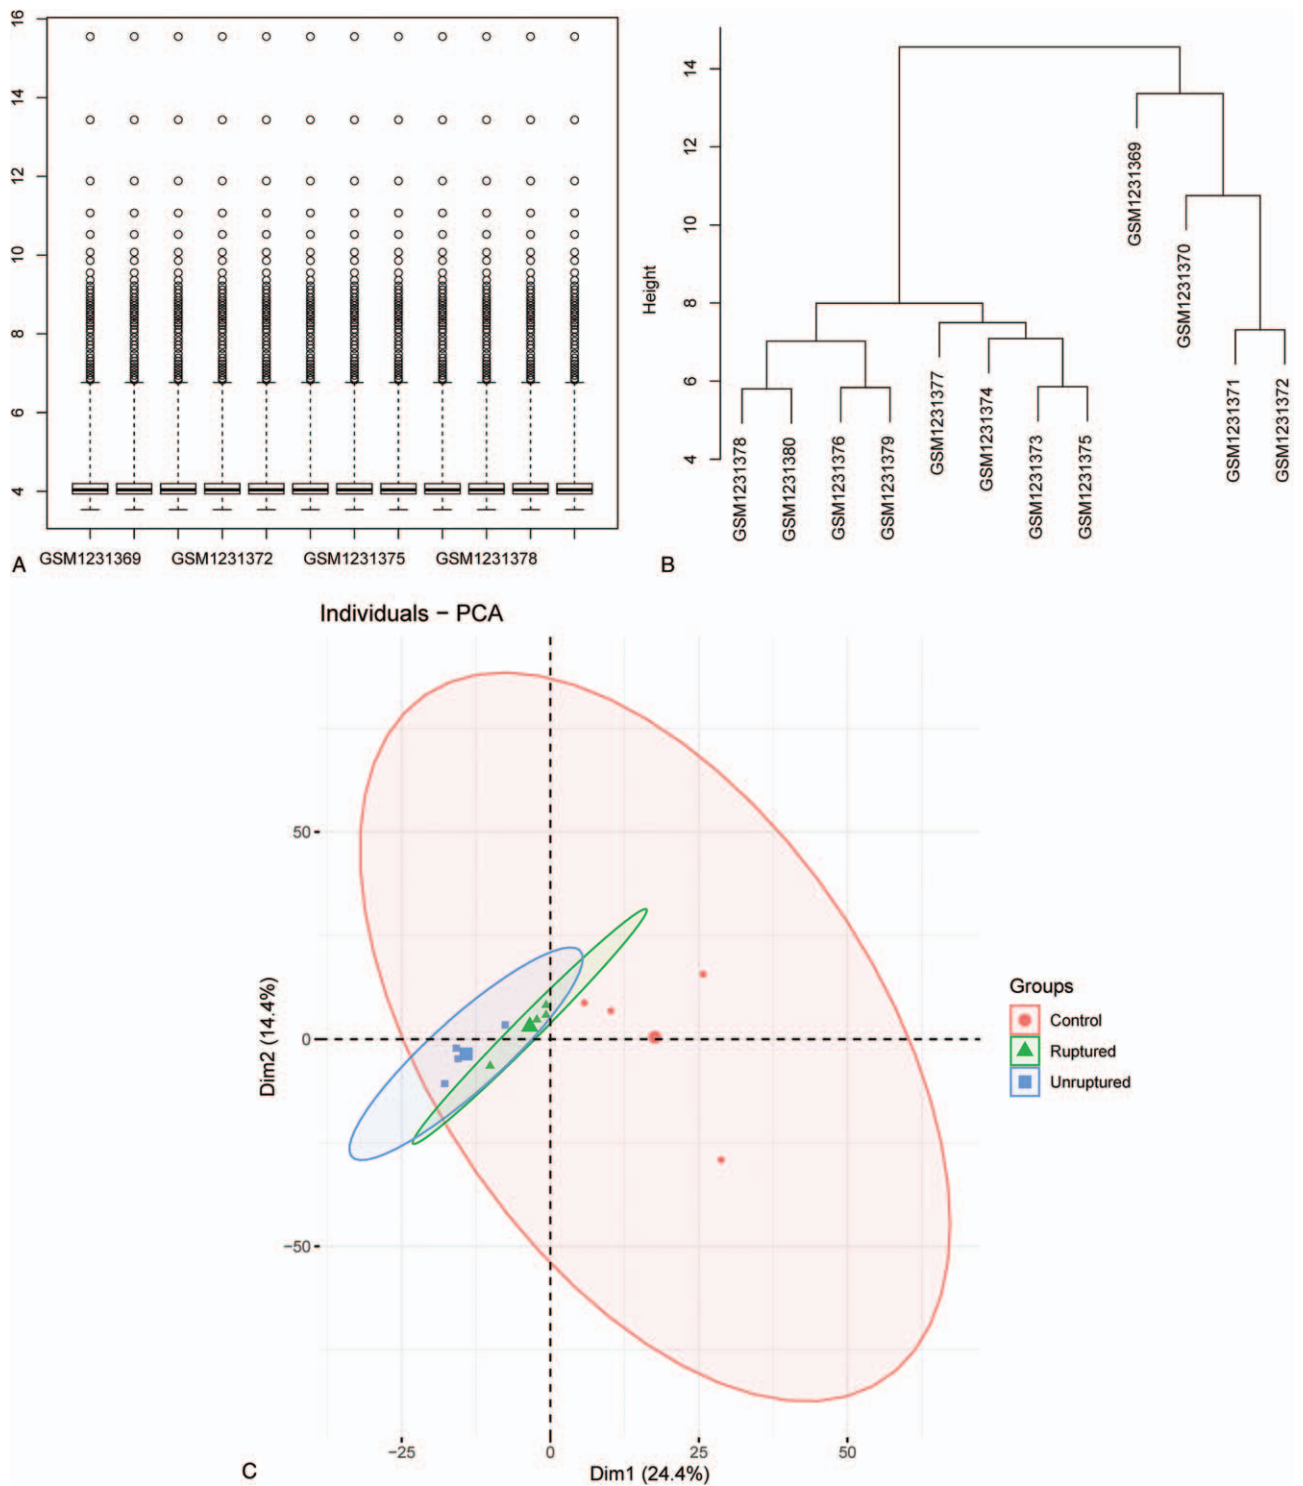 16
14
12
10
8
6
4
GSM1231369 GSM1231372 GSM1231375 GSM1231378
A
Height
14
12
10
8
6
4
GSM1231378
GSM1231380
GSM1231376
GSM1231379
GSM1231377
GSM1231374
GSM1231373
GSM1231375
GSM1231369
GSM1231370
GSM1231371
GSM1231372
B
Individuals − PCA
Dim2 (14.4%)
50
0
−50
−25 0 25 50
Dim1 (24.4%)
Groups
Control
Ruptured
Unruptured
C